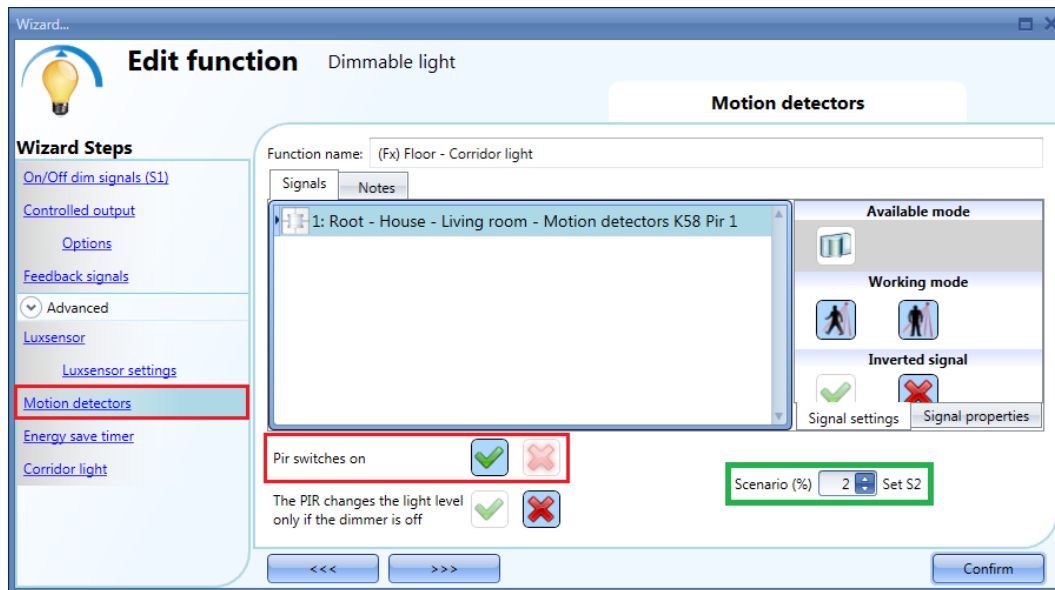 Wizard...
Edit function Dimmable light
Motion detectors
Wizard Steps
On/Off dim signals (S1)
Controlled output
Options
Feedback signals
Advanced
Luxsensor
Luxsensor settings
Motion detectors
Energy save timer
Corridor light
Function name: (Fx) Floor - Corridor light
Signals Notes
1: Root - House - Living room - Motion detectors K58 Pir 1
Available mode
Working mode
Inverted signal
Signal settings Signal properties
Pir switches on
The PIR changes the light level
only if the dimmer is off
Scenario (%) 2 Set S2
<<< >>> Confirm